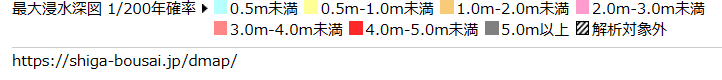 最大浸水深図 1/200年確率 ▶ 0.5m未満 0.5m-1.0m未満 1.0m-2.0m未満 2.0m-3.0m未満
3.0m-4.0m未満 4.0m-5.0m未満 5.0m以上 解析対象外
https://shiga-bousai.jp/dmap/